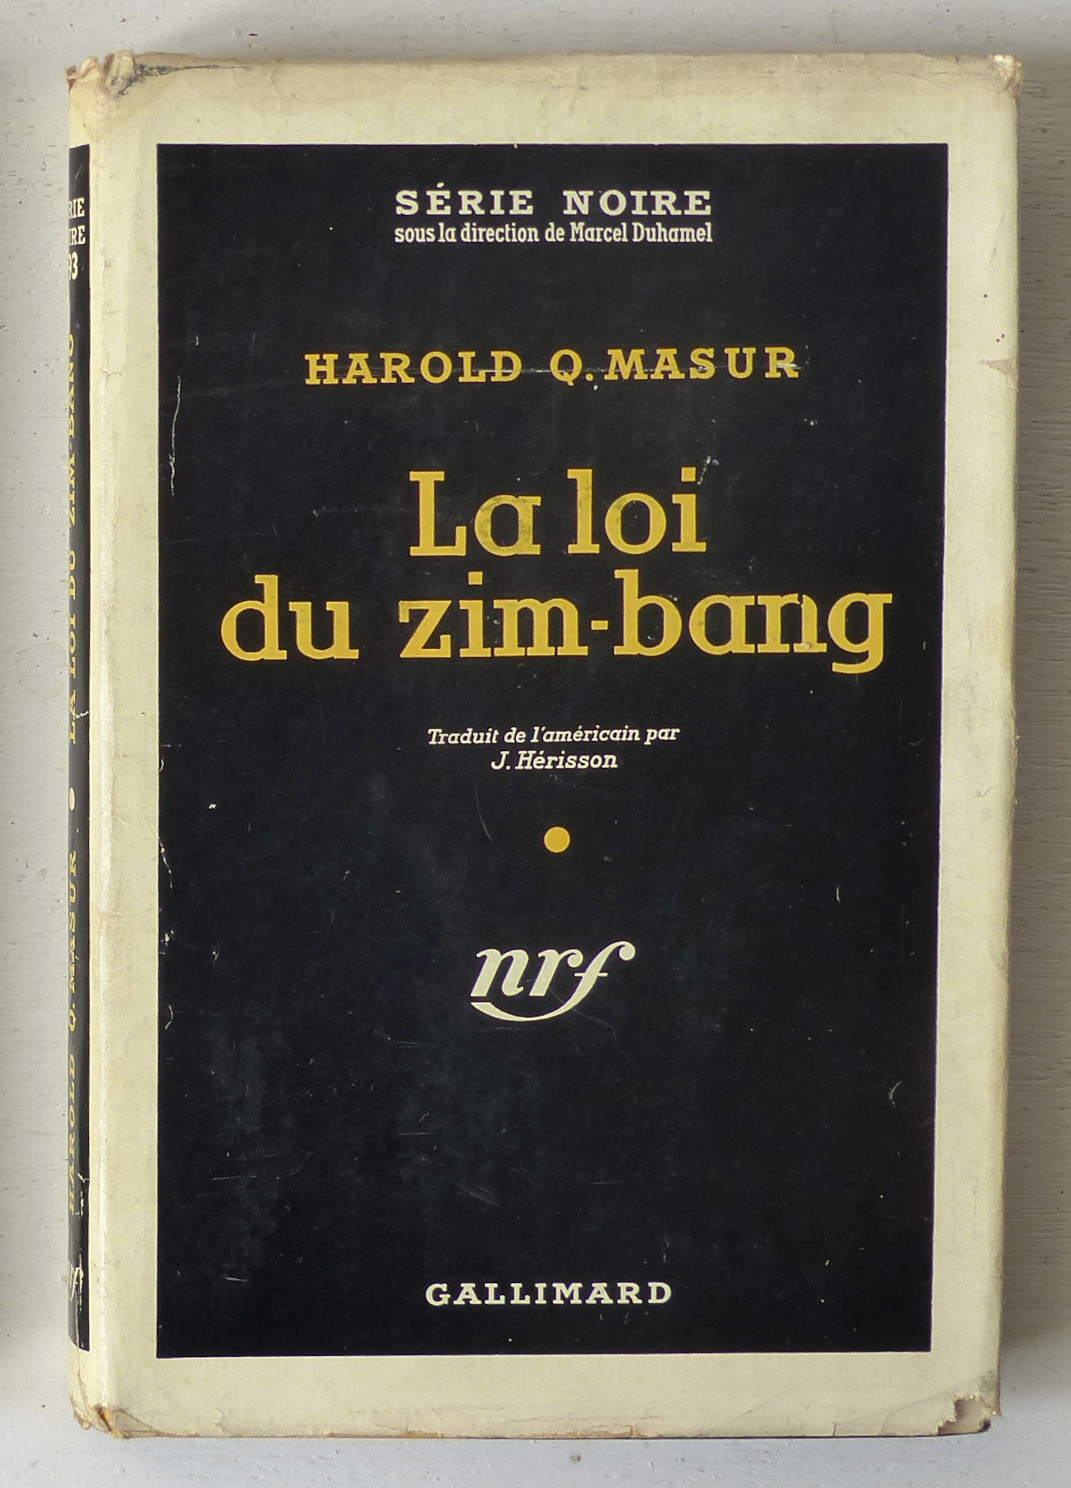 SÉRIE NOIRE
sous la direction de Marcel Duhamel
HAROLD Q. MASUR
La loi
du zim-bang
Traduit de l'américain par
J. Hérisson
nrf
GALLIMARD
LA LOI DU ZIM-BANG
HAROLD Q. MASUR